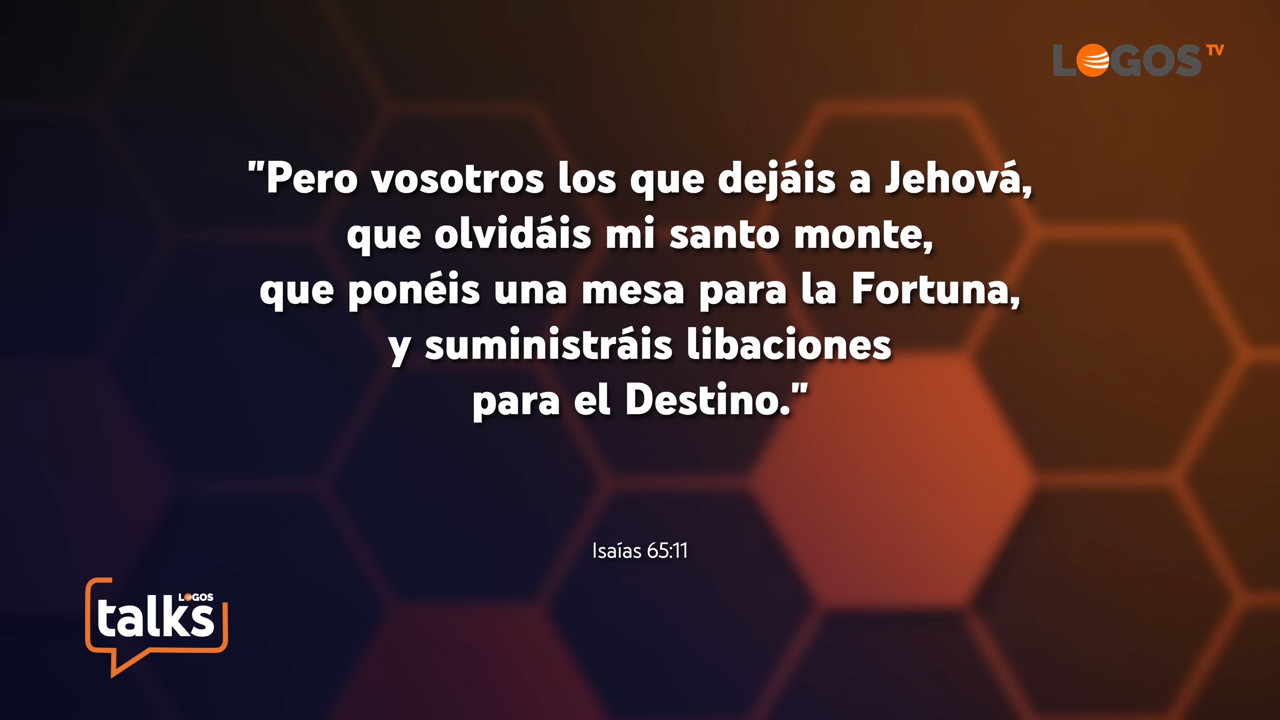 LOGOS TV
"Pero vosotros los que dejáis a Jehová,
que olvidáis mi santo monte,
que ponéis una mesa para la Fortuna,
y suministráis libaciones
para el Destino."
Isaías 65:11
LOGOS
talks